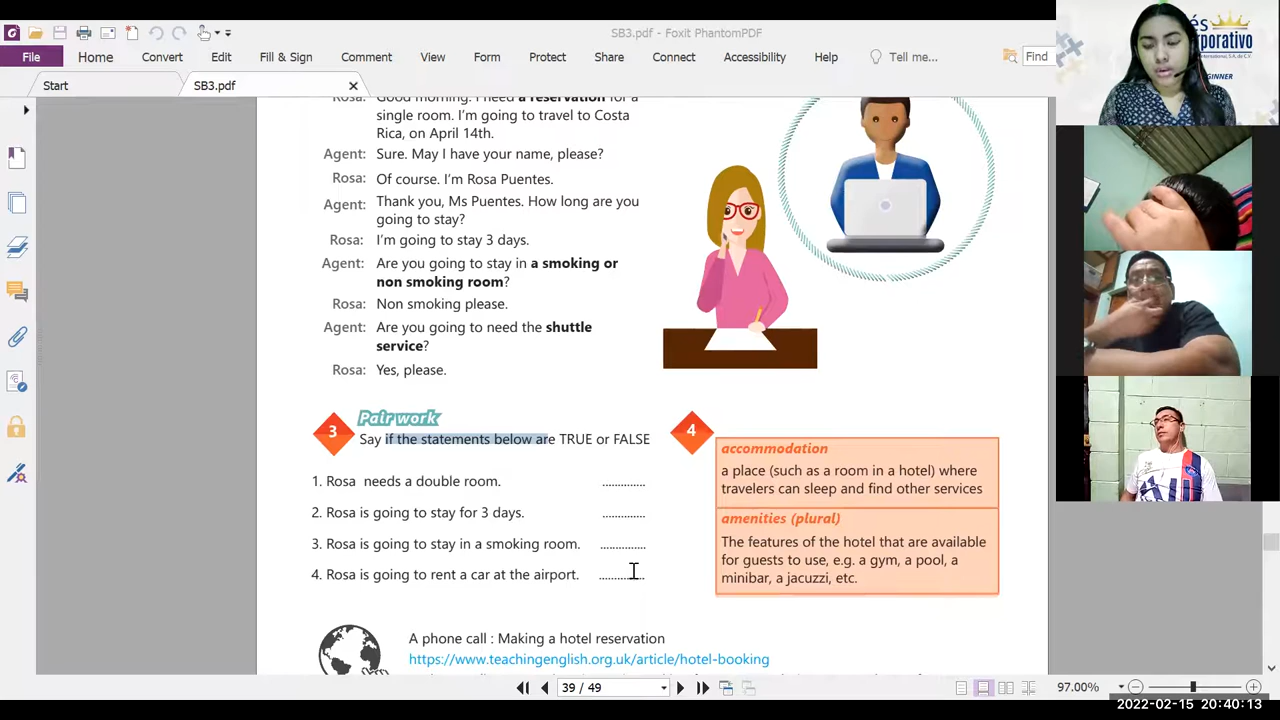 SB3.pdf - Foxit PhantomPDF
File Home Convert Edit Fill & Sign Comment View Form Protect Share Connect Accessibility Help Tell me... Find
Start SB3.pdf
Rosa: Good morning. I need a reservation for a
single room. I'm going to travel to Costa
Rica, on April 14th.
Agent: Sure. May I have your name, please?
Rosa: Of course. I'm Rosa Puentes.
Agent: Thank you, Ms Puentes. How long are you
going to stay?
Rosa: I'm going to stay 3 days.
Agent: Are you going to stay in a smoking or
non smoking room?
Rosa: Non smoking please.
Agent: Are you going to need the shuttle
service?
Rosa: Yes, please.
3 Pair work
Say if the statements below are TRUE or FALSE
1. Rosa  needs a double room. ..............
2. Rosa is going to stay for 3 days. ..............
3. Rosa is going to stay in a smoking room. ...............
4. Rosa is going to rent a car at the airport. ...............
4
accommodation
a place (such as a room in a hotel) where
travelers can sleep and find other services
amenities (plural)
The features of the hotel that are available
for guests to use, e.g. a gym, a pool, a
minibar, a jacuzzi, etc.
A phone call : Making a hotel reservation
https://www.teachingenglish.org.uk/article/hotel-booking
39 / 49
97.00%
és
rporativo
International, S.A. de C.V.
GINNER
2022-02-15 20:40:13